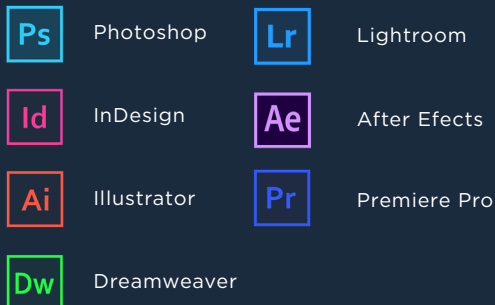 Ps Photoshop
Lr Lightroom
Id InDesign
Ae After Efects
Ai Illustrator
Pr Premiere Pro
Dw Dreamweaver